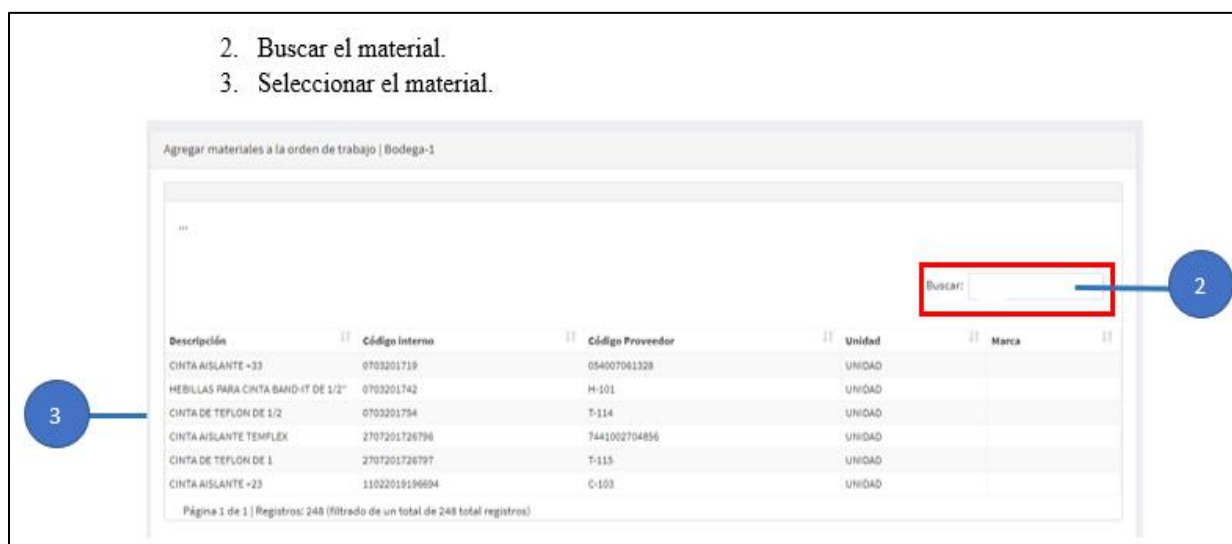 2. Buscar el material.
3. Seleccionar el material.
Agregar materiales a la orden de trabajo | Bodega-1
...
Buscar:
2
Descripción Código interno Código Proveedor Unidad Marca
CINTA AISLANTE +33 0703201719 054007061328 UNIDAD
HEBILLAS PARA CINTA BAND-IT DE 1/2" 0703201742 H-101 UNIDAD
3
CINTA DE TEFLON DE 1/2 0703201754 T-114 UNIDAD
CINTA AISLANTE TEMFLEX 2707201726796 7441002704856 UNIDAD
CINTA DE TEFLON DE 1 2707201726797 T-115 UNIDAD
CINTA AISLANTE +23 11022019196694 C-103 UNIDAD
Página 1 de 1 | Registros: 248 (filtrado de un total de 248 total registros)